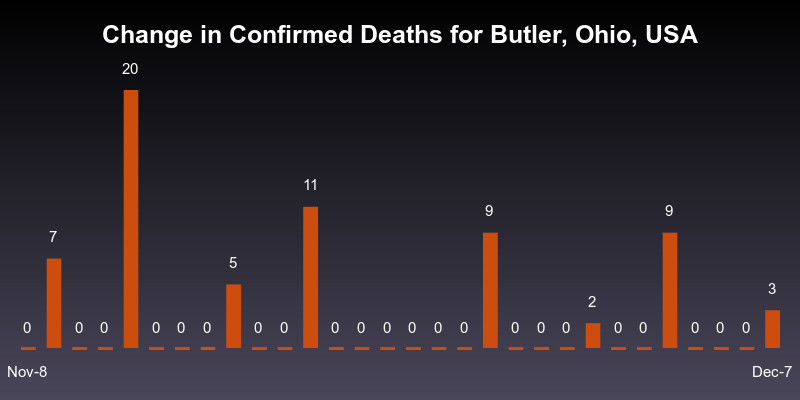 Change in Confirmed Deaths for Butler, Ohio, USA
0 7 0 0 20 0 0 0 5 0 0 11 0 0 0 0 0 0 9 0 0 0 2 0 0 9 0 0 0 3
Nov-8 Dec-7